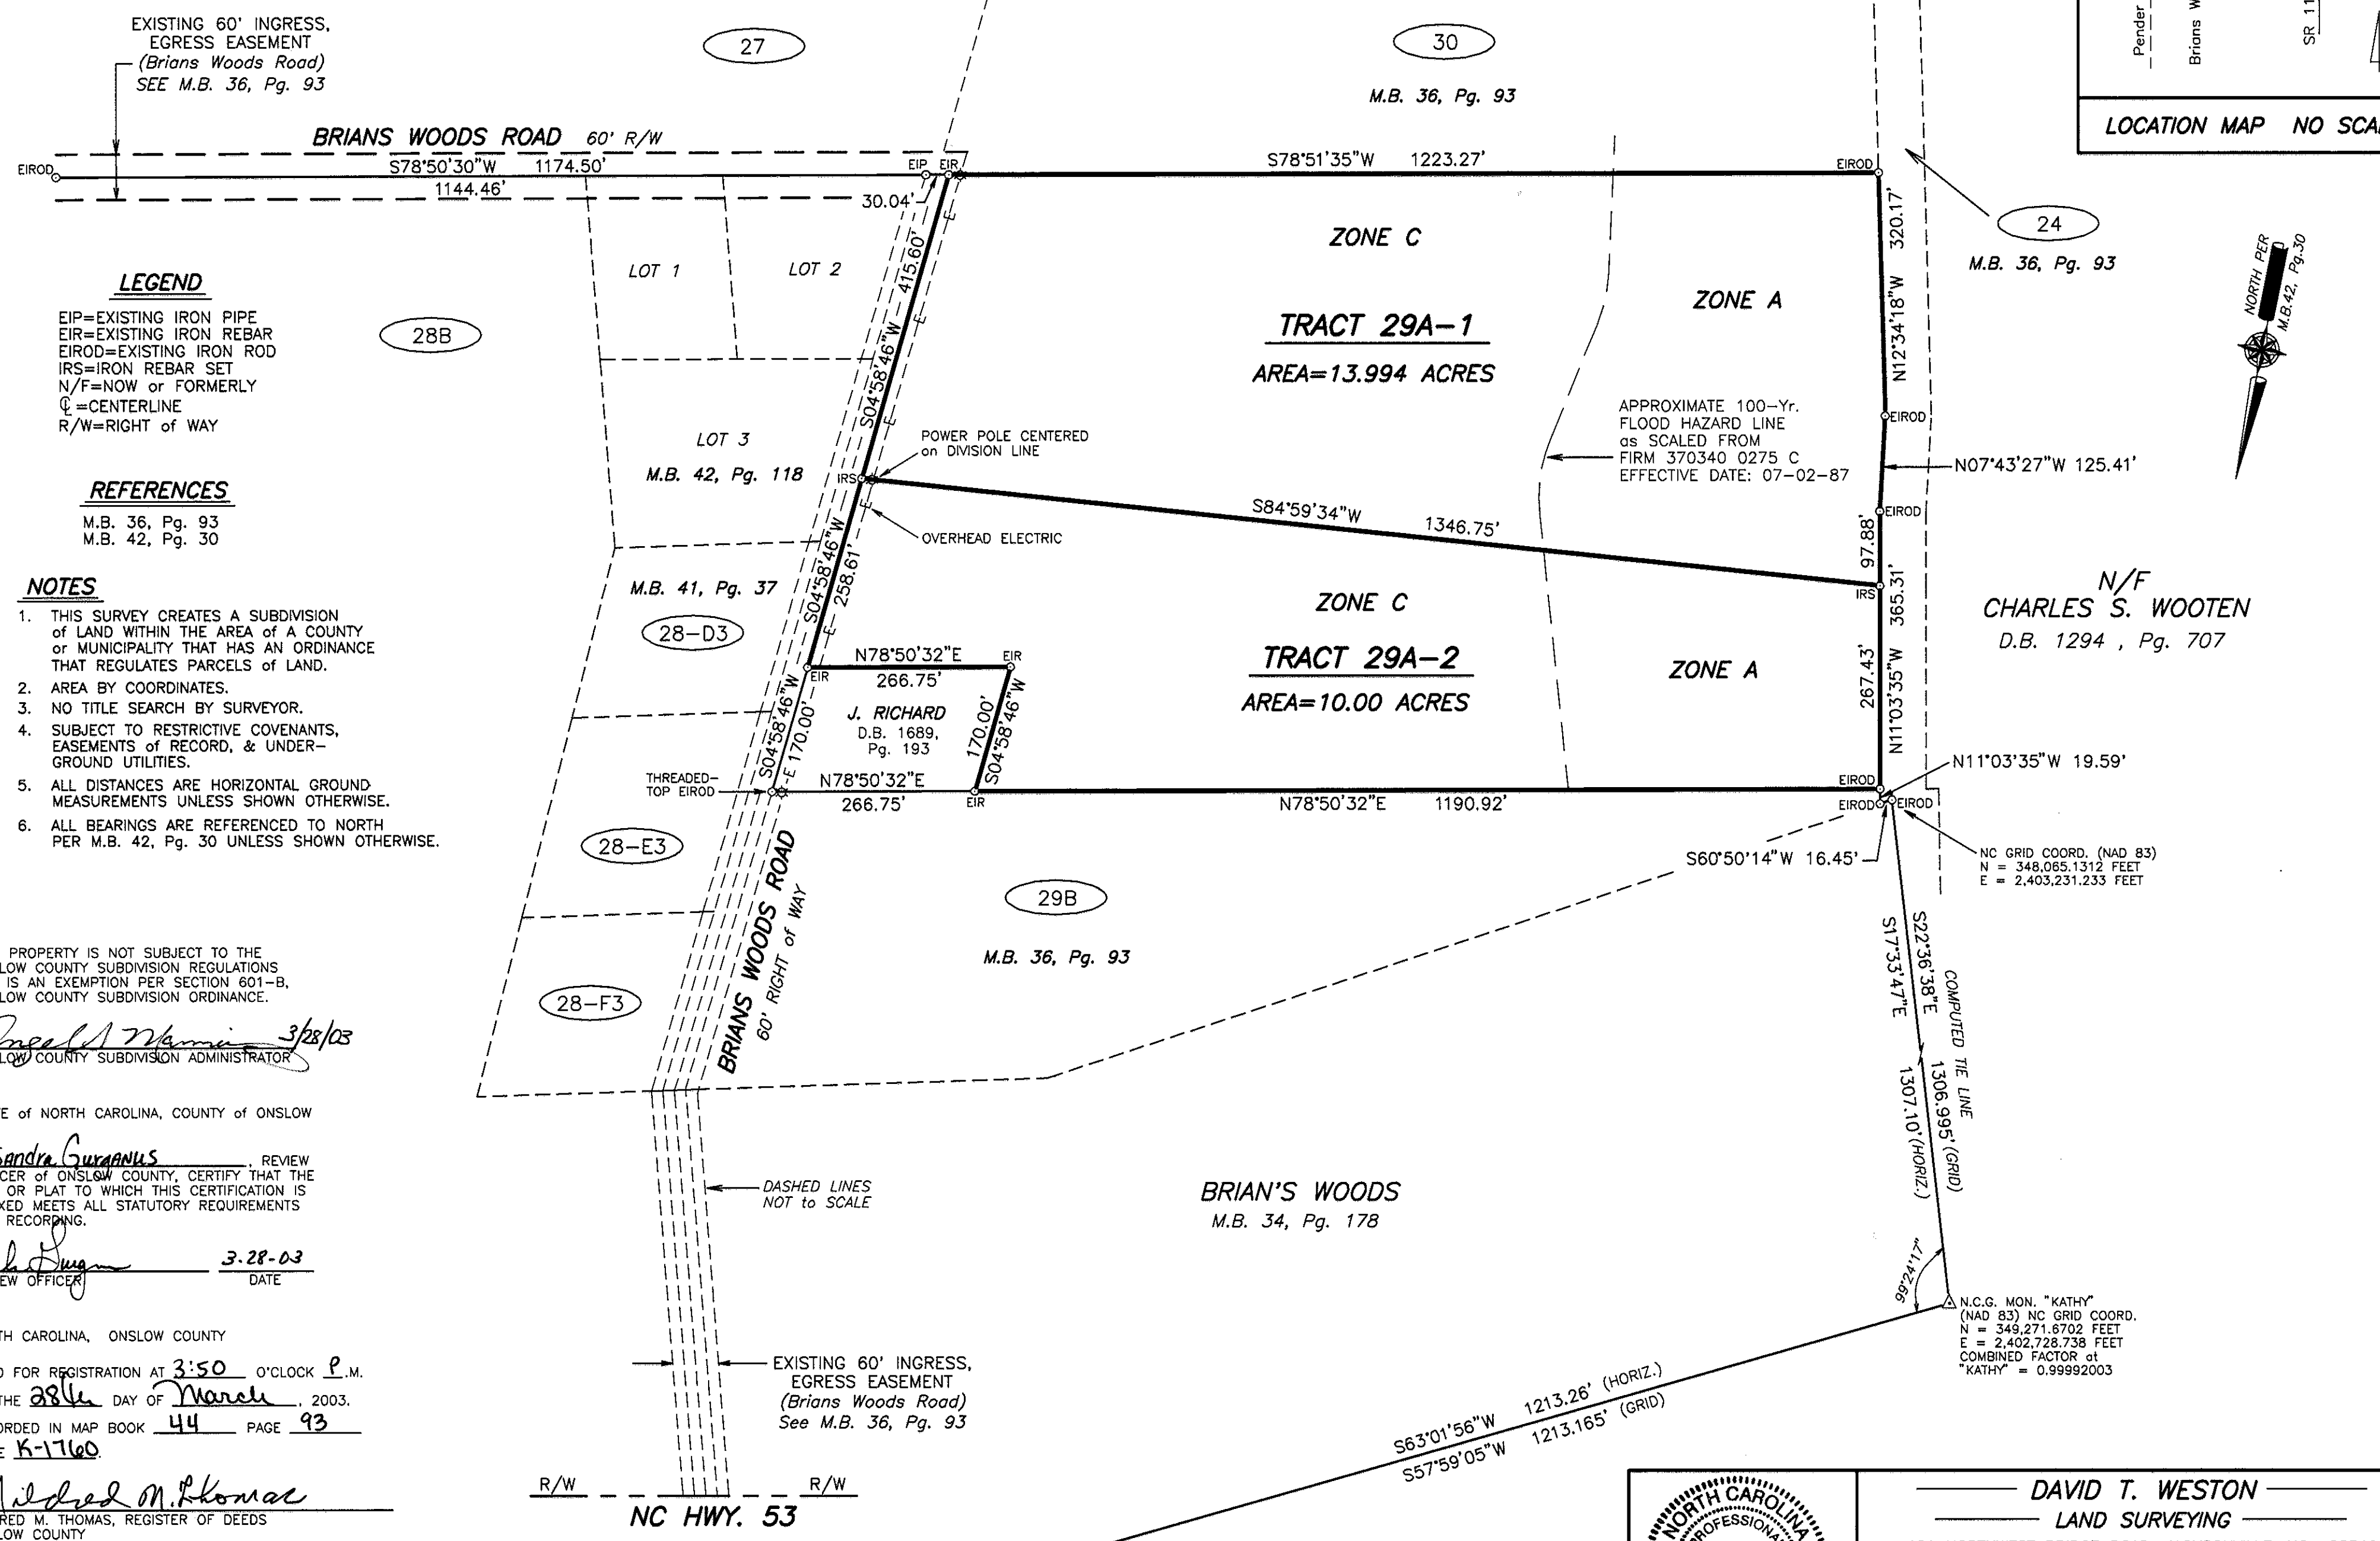 EXISTING 60' INGRESS,
EGRESS EASEMENT
(Brians Woods Road)
SEE M.B. 36, Pg. 93
27
30
M.B. 36, Pg. 93
Pender
Brians W
SR 11
LOCATION MAP NO SCA
BRIANS WOODS ROAD 60' R/W
EIROD
S78°50'30"W 1174.50'
1144.46'
EIP EIR
30.04'
S78°51'35"W 1223.27'
EIROD
320.17'
N12°34'18"W
24
M.B. 36, Pg. 93
NORTH PER
M.B.42, Pg.30
LEGEND
EIP=EXISTING IRON PIPE
EIR=EXISTING IRON REBAR
EIROD=EXISTING IRON ROD
IRS=IRON REBAR SET
N/F=NOW or FORMERLY
℄=CENTERLINE
R/W=RIGHT of WAY
28B
LOT 1
LOT 2
415.60'
S04°58'46"W
E
E
E
ZONE C
ZONE A
TRACT 29A-1
AREA=13.994 ACRES
APPROXIMATE 100-Yr.
FLOOD HAZARD LINE
as SCALED FROM
FIRM 370340 0275 C
EFFECTIVE DATE: 07-02-87
EIROD
N07°43'27"W 125.41'
LOT 3
M.B. 42, Pg. 118
POWER POLE CENTERED
on DIVISION LINE
IRS
REFERENCES
M.B. 36, Pg. 93
M.B. 42, Pg. 30
E
OVERHEAD ELECTRIC
S84°59'34"W 1346.75'
EIROD
97.88'
IRS
365.31'
N/F
CHARLES S. WOOTEN
D.B. 1294 , Pg. 707
NOTES
1. THIS SURVEY CREATES A SUBDIVISION
of LAND WITHIN THE AREA of A COUNTY
or MUNICIPALITY THAT HAS AN ORDINANCE
THAT REGULATES PARCELS of LAND.
2. AREA BY COORDINATES.
3. NO TITLE SEARCH BY SURVEYOR.
4. SUBJECT TO RESTRICTIVE COVENANTS,
EASEMENTS of RECORD, & UNDER-
GROUND UTILITIES.
5. ALL DISTANCES ARE HORIZONTAL GROUND
MEASUREMENTS UNLESS SHOWN OTHERWISE.
6. ALL BEARINGS ARE REFERENCED TO NORTH
PER M.B. 42, Pg. 30 UNLESS SHOWN OTHERWISE.
M.B. 41, Pg. 37
28-D3
S04°58'46"W
258.61'
E
ZONE C
TRACT 29A-2
AREA=10.00 ACRES
ZONE A
267.43'
N11°03'35"W
N78°50'32"E
266.75'
EIR
EIR
J. RICHARD
D.B. 1689,
Pg. 193
S04°58'46"W
E 170.00'
170.00'
S04°58'46"W
THREADED-
TOP EIROD
N78°50'32"E
266.75'
EIR
N78°50'32"E 1190.92'
EIROD
N11°03'35"W 19.59'
EIROD
EIROD
S60°50'14"W 16.45'
NC GRID COORD. (NAD 83)
N = 348,065.1312 FEET
E = 2,403,231.233 FEET
28-E3
28-F3
BRIANS WOODS ROAD
60' RIGHT of WAY
29B
M.B. 36, Pg. 93
S22°36'38"E
S17°33'47"E
COMPUTED TIE LINE
1306.995' (GRID)
1307.10' (HORIZ.)
PROPERTY IS NOT SUBJECT TO THE
LOW COUNTY SUBDIVISION REGULATIONS
IS AN EXEMPTION PER SECTION 601-B,
LOW COUNTY SUBDIVISION ORDINANCE.
3/28/03
LOW COUNTY SUBDIVISION ADMINISTRATOR
E of NORTH CAROLINA, COUNTY of ONSLOW
Sandra Gurganus, REVIEW
CER of ONSLOW COUNTY, CERTIFY THAT THE
OR PLAT TO WHICH THIS CERTIFICATION IS
XED MEETS ALL STATUTORY REQUIREMENTS
RECORDING.
3-28-03
EW OFFICER DATE
DASHED LINES
NOT to SCALE
BRIAN'S WOODS
M.B. 34, Pg. 178
99°24'17"
N.C.G. MON. "KATHY"
(NAD 83) NC GRID COORD.
N = 349,271.6702 FEET
E = 2,402,728.738 FEET
COMBINED FACTOR at
"KATHY" = 0.99992003
TH CAROLINA, ONSLOW COUNTY
D FOR REGISTRATION AT 3:50 O'CLOCK P.M.
THE 28th DAY OF March, 2003.
ORDED IN MAP BOOK 44 PAGE 93
E K-1760.
Mildred M. Thomas
RED M. THOMAS, REGISTER OF DEEDS
LOW COUNTY
EXISTING 60' INGRESS,
EGRESS EASEMENT
(Brians Woods Road)
See M.B. 36, Pg. 93
R/W R/W
NC HWY. 53
S63°01'56"W 1213.26' (HORIZ.)
S57°59'05"W 1213.165' (GRID)
NORTH CAROLINA
PROFESSIONA
DAVID T. WESTON
LAND SURVEYING